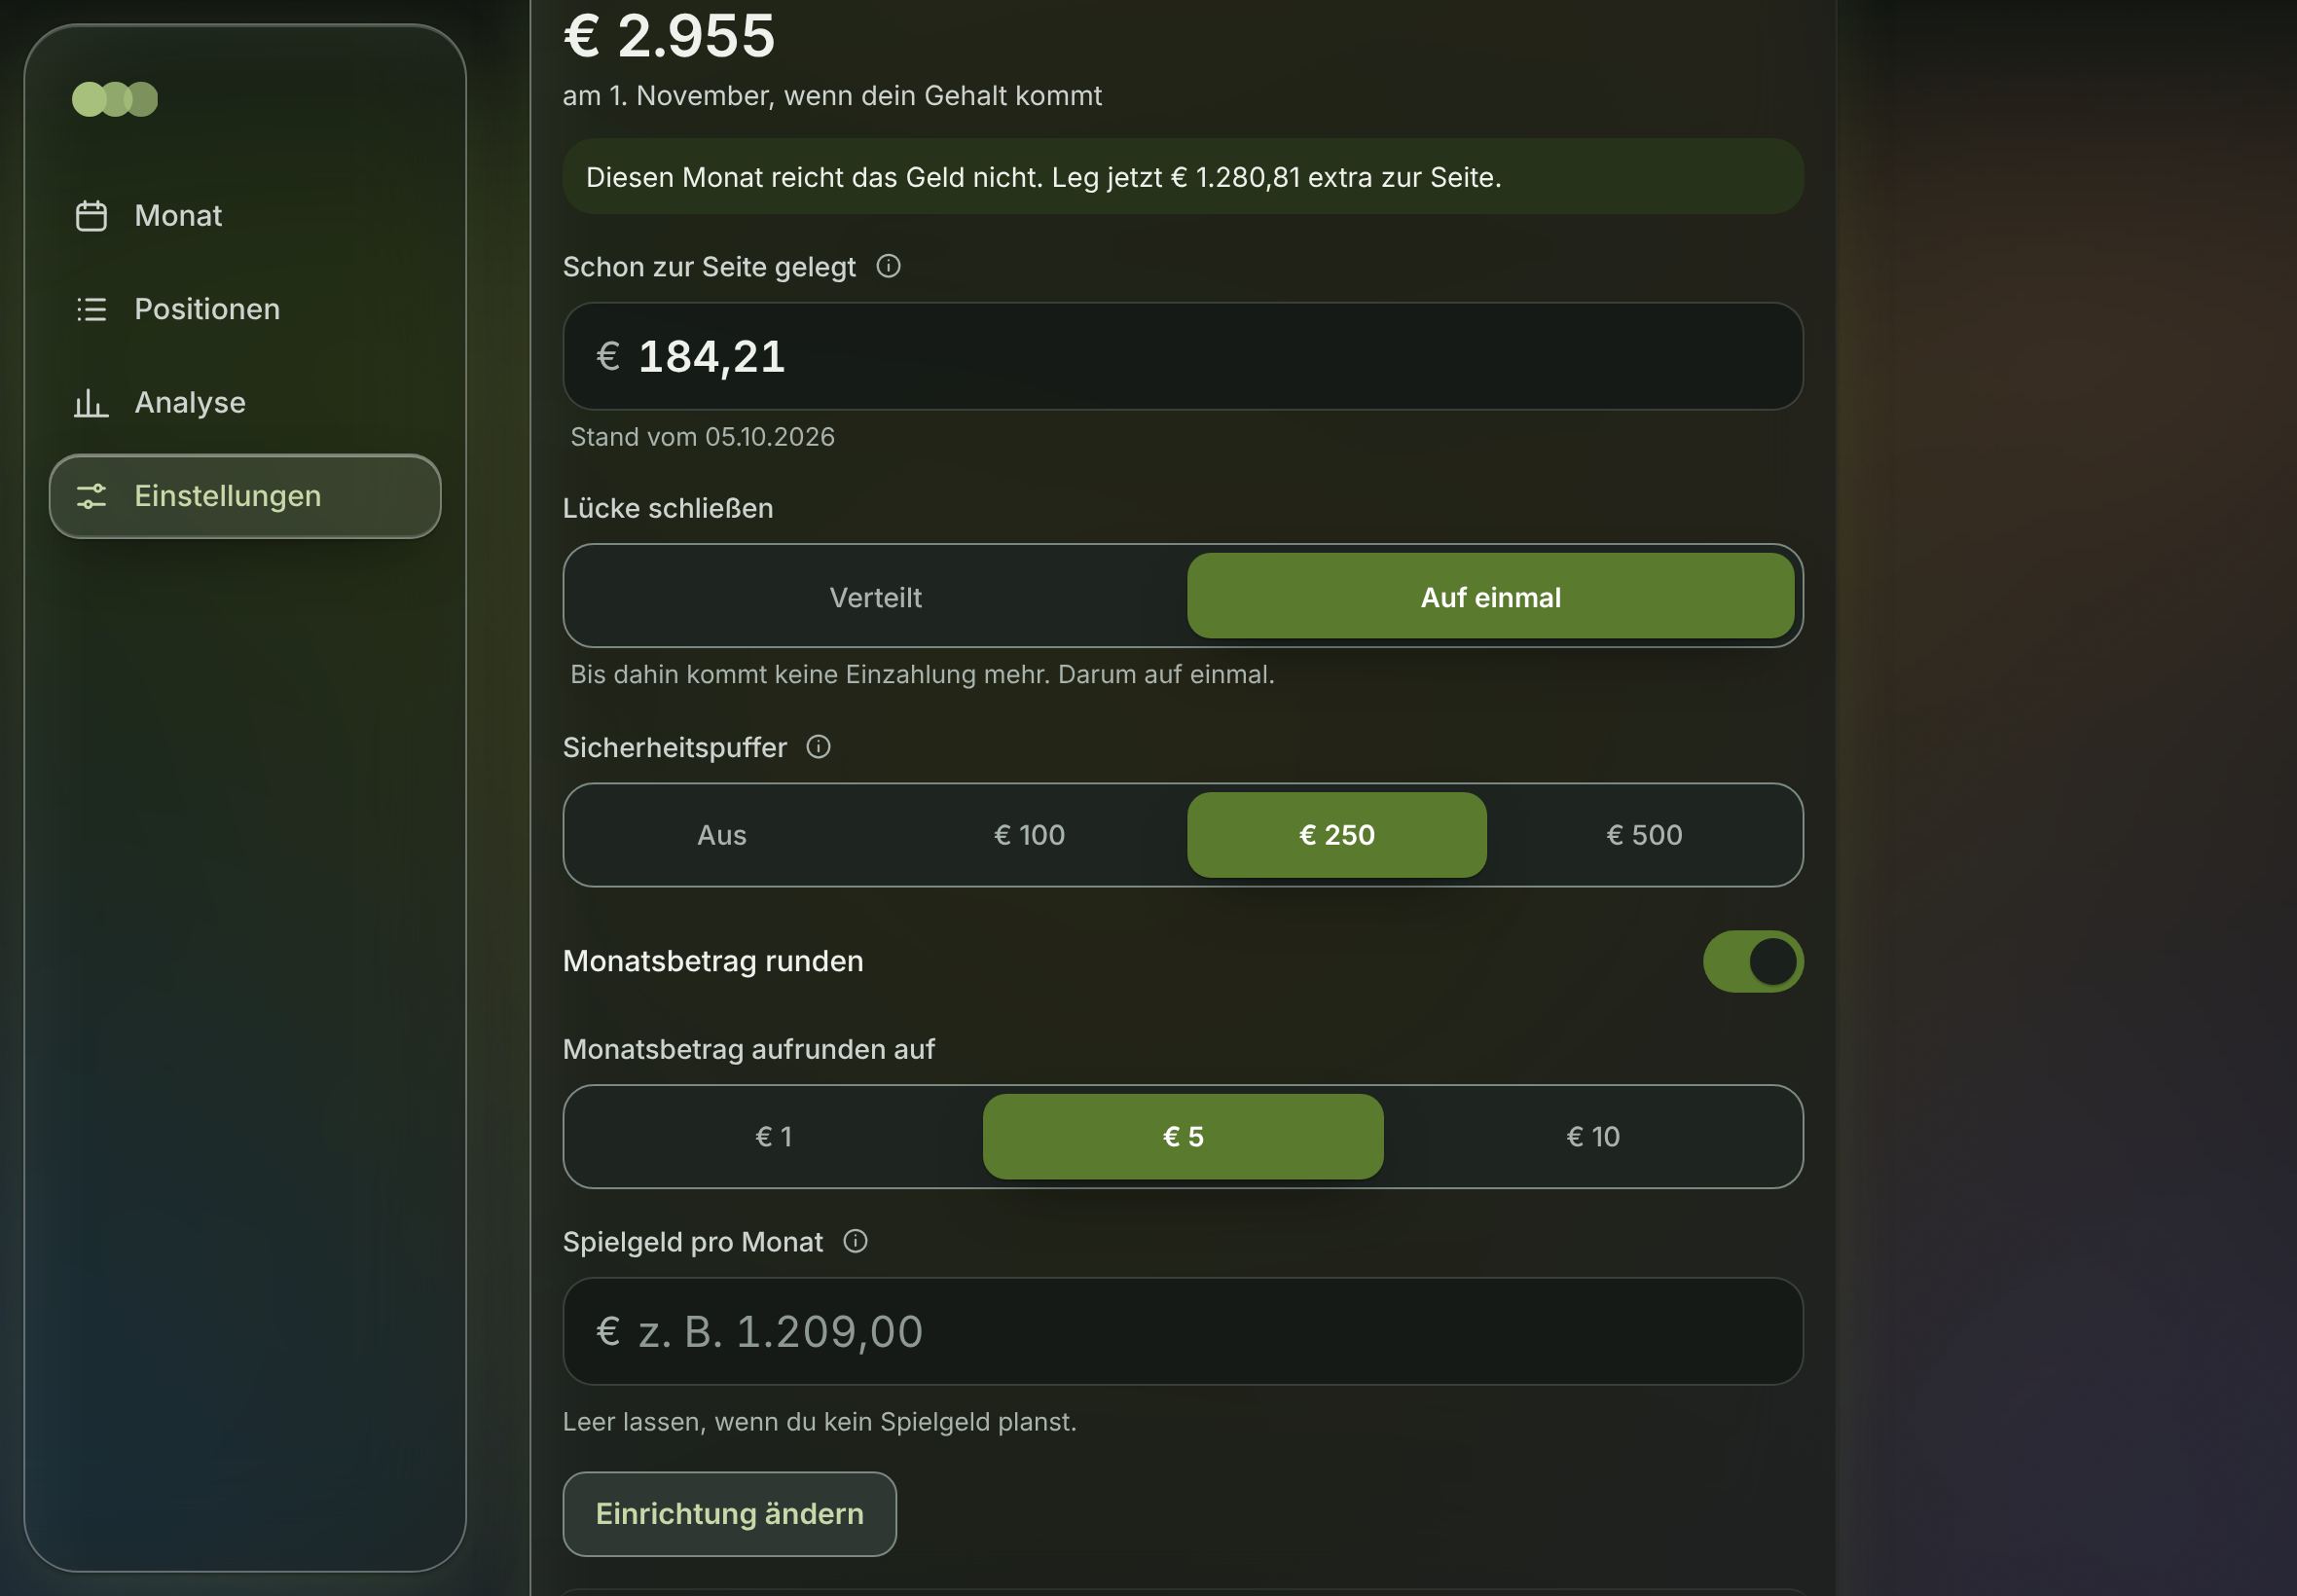 € 2.955
am 1. November, wenn dein Gehalt kommt
Diesen Monat reicht das Geld nicht. Leg jetzt € 1.280,81 extra zur Seite.
Monat
Positionen
Analyse
Einstellungen
Schon zur Seite gelegt
€ 184,21
Stand vom 05.10.2026
Lücke schließen
Verteilt
Auf einmal
Bis dahin kommt keine Einzahlung mehr. Darum auf einmal.
Sicherheitspuffer
Aus
€ 100
€ 250
€ 500
Monatsbetrag runden
Monatsbetrag aufrunden auf
€ 1
€ 5
€ 10
Spielgeld pro Monat
€ z. B. 1.209,00
Leer lassen, wenn du kein Spielgeld planst.
Einrichtung ändern